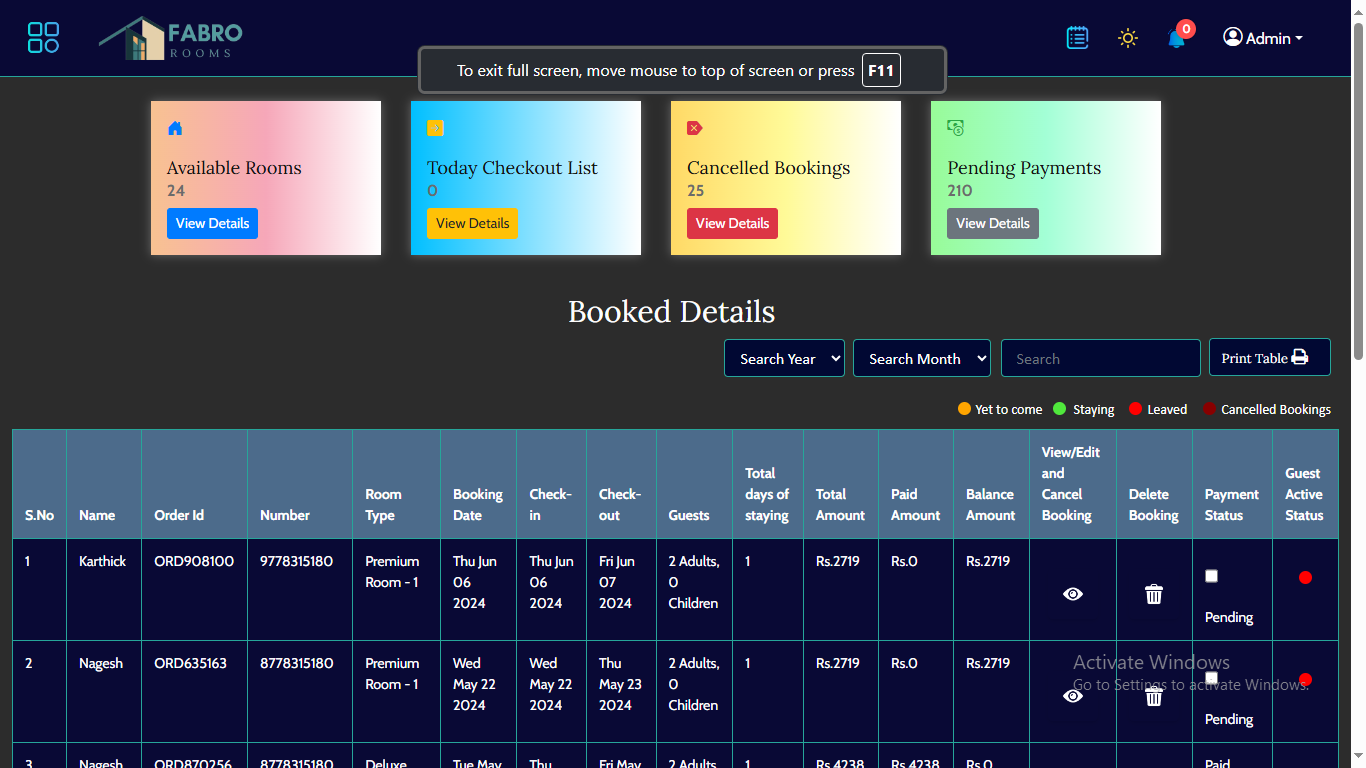 FABRO
ROOMS
0
Admin
To exit full screen, move mouse to top of screen or press F11
Available Rooms
24
View Details
Today Checkout List
0
View Details
Cancelled Bookings
25
View Details
Pending Payments
210
View Details
Booked Details
Search Year
Search Month
Search
Print Table
Yet to come
Staying
Leaved
Cancelled Bookings
S.No
Name
Order Id
Number
Room
Type
Booking
Date
Check-
in
Check-
out
Guests
Total
days of
staying
Total
Amount
Paid
Amount
Balance
Amount
View/Edit
and
Cancel
Booking
Delete
Booking
Payment
Status
Guest
Active
Status
1
Karthick
ORD908100
9778315180
Premium
Room - 1
Thu Jun
06
2024
Thu Jun
06
2024
Fri Jun
07
2024
2 Adults,
0
Children
1
Rs.2719
Rs.0
Rs.2719
Pending
2
Nagesh
ORD635163
8778315180
Premium
Room - 1
Wed
May 22
2024
Wed
May 22
2024
Thu
May 23
2024
2 Adults,
0
Children
1
Rs.2719
Rs.0
Rs.2719
Pending
Activate Windows
Go to Settings to activate Windows.
3
Nagesh
ORD870256
8778315180
Deluxe
Tue May
Thu
Fri May
2 Adults,
1
Rs.4238
Rs.4238
Rs.0
Paid